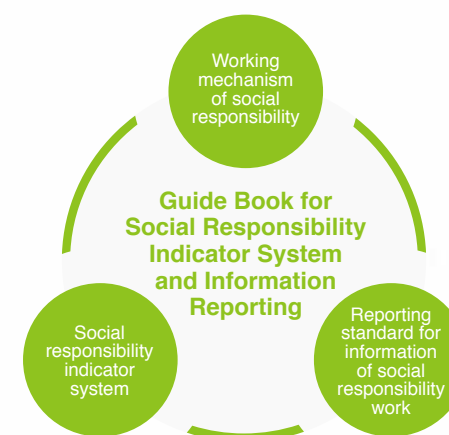 Working
mechanism
of social
responsibility
Guide Book for
Social Responsibility
Indicator System
and Information
Reporting
Social
responsibility
indicator
system
Reporting
standard for
information
of social
responsibility
work